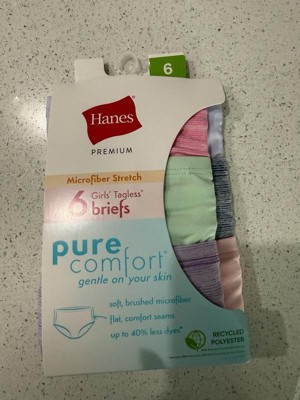 6
Hanes
PREMIUM
Microfiber Stretch
6 Girls' Tagless®
briefs
pure
comfort®
gentle on your skin
soft, brushed microfiber
flat, comfort seams
up to 40% less dyes*
RECYCLED
POLYESTER